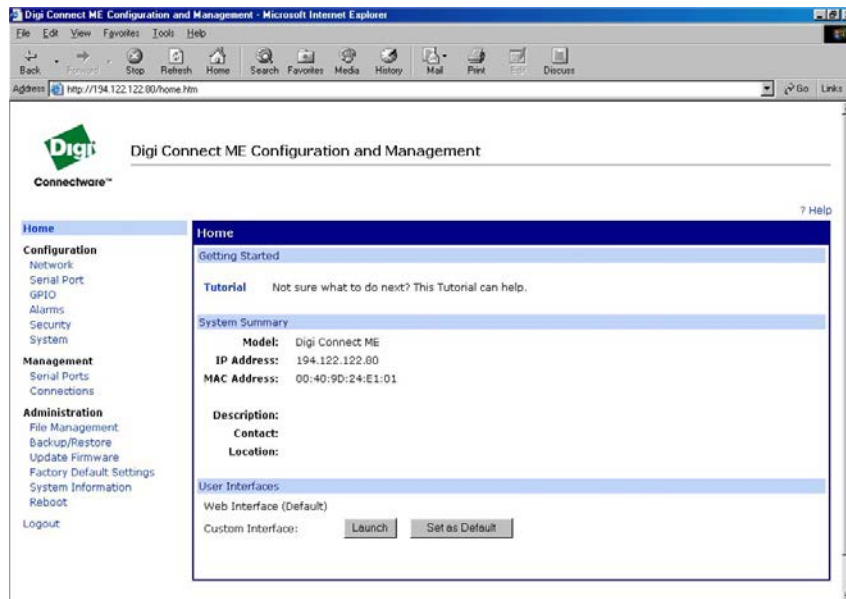 Digi Connect ME Configuration and Management - Microsoft Internet Explorer
File Edit View Favorites Tools Help
Back Forward Stop Refresh Home Search Favorites Media History Mail Print Edit Discuss
Address http://194.122.122.80/home.htm Go Links
Digi
Connectware™
Digi Connect ME Configuration and Management
? Help
Home
Configuration
Network
Serial Port
GPIO
Alarms
Security
System
Management
Serial Ports
Connections
Administration
File Management
Backup/Restore
Update Firmware
Factory Default Settings
System Information
Reboot
Logout
Home
Getting Started
Tutorial Not sure what to do next? This Tutorial can help.
System Summary
Model: Digi Connect ME
IP Address: 194.122.122.80
MAC Address: 00:40:9D:24:E1:01
Description:
Contact:
Location:
User Interfaces
Web Interface (Default)
Custom Interface: Launch Set as Default